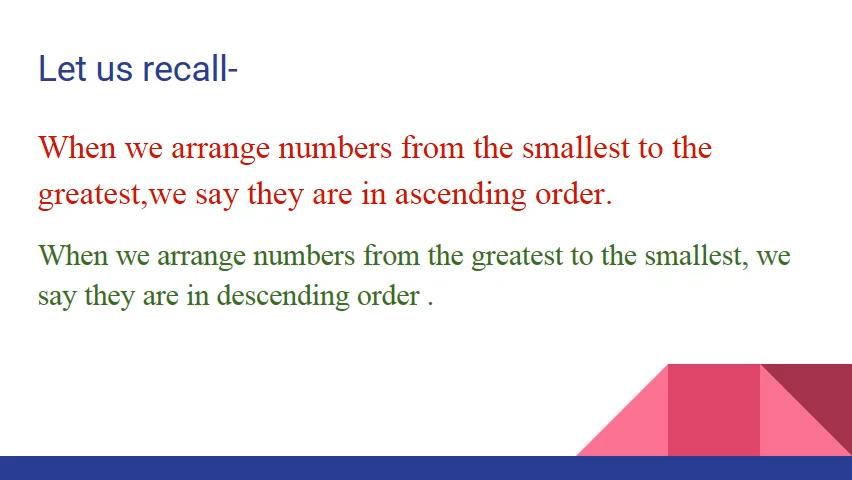 Let us recall-
When we arrange numbers from the smallest to the
greatest,we say they are in ascending order.
When we arrange numbers from the greatest to the smallest, we
say they are in descending order .